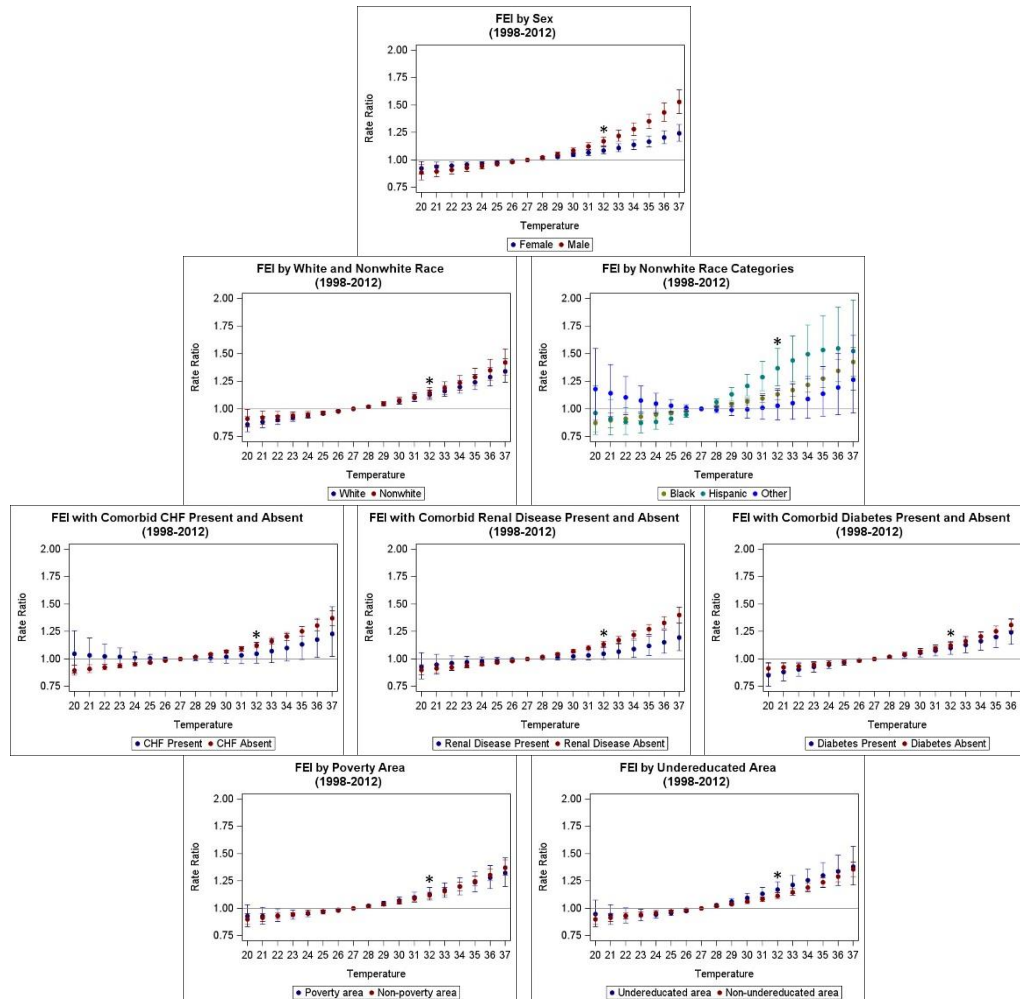 FEI by Sex
(1998-2012)
2.00
1.75
1.50
1.25
1.00
0.75
Rate Ratio
*
20 21 22 23 24 25 26 27 28 29 30 31 32 33 34 35 36 37
Temperature
Female Male
FEI by White and Nonwhite Race
(1998-2012)
2.00
1.75
1.50
1.25
1.00
0.75
Rate Ratio
*
20 21 22 23 24 25 26 27 28 29 30 31 32 33 34 35 36 37
Temperature
White Nonwhite
FEI by Nonwhite Race Categories
(1998-2012)
2.00
1.75
1.50
1.25
1.00
0.75
Rate Ratio
*
20 21 22 23 24 25 26 27 28 29 30 31 32 33 34 35 36 37
Temperature
Black Hispanic Other
FEI with Comorbid CHF Present and Absent
(1998-2012)
2.00
1.75
1.50
1.25
1.00
0.75
Rate Ratio
*
20 21 22 23 24 25 26 27 28 29 30 31 32 33 34 35 36 37
Temperature
CHF Present CHF Absent
FEI with Comorbid Renal Disease Present and Absent
(1998-2012)
2.00
1.75
1.50
1.25
1.00
0.75
Rate Ratio
*
20 21 22 23 24 25 26 27 28 29 30 31 32 33 34 35 36 37
Temperature
Renal Disease Present Renal Disease Absent
FEI with Comorbid Diabetes Present and Absent
(1998-2012)
2.00
1.75
1.50
1.25
1.00
0.75
Rate Ratio
*
20 21 22 23 24 25 26 27 28 29 30 31 32 33 34 35 36
Temperature
Diabetes Present Diabetes Absent
FEI by Poverty Area
(1998-2012)
2.00
1.75
1.50
1.25
1.00
0.75
Rate Ratio
*
20 21 22 23 24 25 26 27 28 29 30 31 32 33 34 35 36 37
Temperature
Poverty area Non-poverty area
FEI by Undereducated Area
(1998-2012)
2.00
1.75
1.50
1.25
1.00
0.75
Rate Ratio
*
20 21 22 23 24 25 26 27 28 29 30 31 32 33 34 35 36 37
Temperature
Undereducated area Non-undereducated area